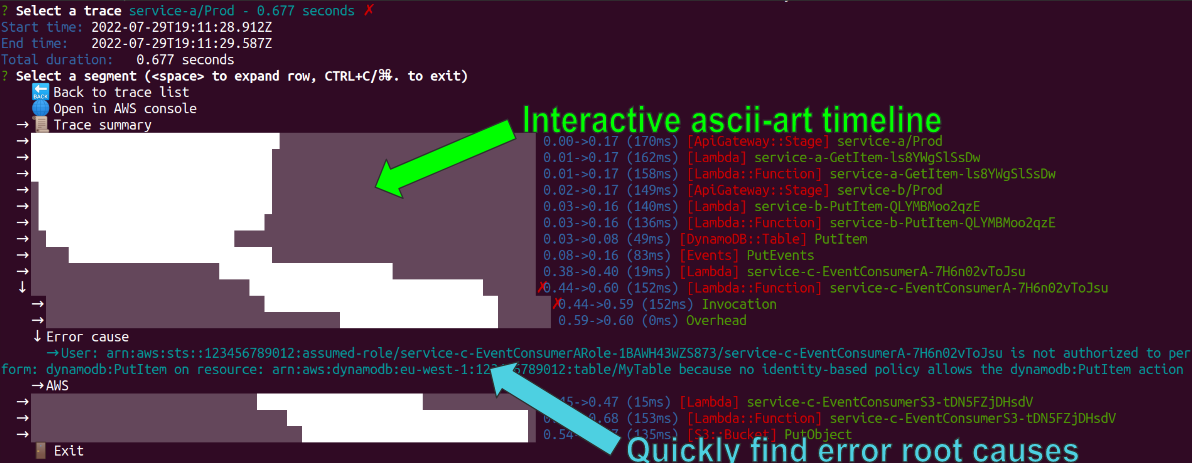 ? Select a trace service-a/Prod - 0.677 seconds ✗
Start time: 2022-07-29T19:11:28.912Z
End time: 2022-07-29T19:11:29.587Z
Total duration: 0.677 seconds
? Select a segment (<space> to expand row, CTRL+C/⌘. to exit)
BACK Back to trace list
Open in AWS console
→ Trace summary
Interactive ascii-art timeline
→ 0.00->0.17 (170ms) [ApiGateway::Stage] service-a/Prod
→ 0.01->0.17 (162ms) [Lambda] service-a-GetItem-ls8YWgSlSsDw
→ 0.01->0.17 (158ms) [Lambda::Function] service-a-GetItem-ls8YWgSlSsDw
→ 0.02->0.17 (149ms) [ApiGateway::Stage] service-b/Prod
→ 0.03->0.16 (140ms) [Lambda] service-b-PutItem-QLYMBMoo2qzE
→ 0.03->0.16 (136ms) [Lambda::Function] service-b-PutItem-QLYMBMoo2qzE
→ 0.03->0.08 (49ms) [DynamoDB::Table] PutItem
→ 0.08->0.16 (83ms) [Events] PutEvents
→ 0.38->0.40 (19ms) [Lambda] service-c-EventConsumerA-7H6n02vToJsu
↓ ✗0.44->0.60 (152ms) [Lambda::Function] service-c-EventConsumerA-7H6n02vToJsu
→ ✗0.44->0.59 (152ms) Invocation
→ 0.59->0.60 (0ms) Overhead
↓Error cause
→User: arn:aws:sts::123456789012:assumed-role/service-c-EventConsumerARole-1BAWH43WZS873/service-c-EventConsumerA-7H6n02vToJsu is not authorized to per
form: dynamodb:PutItem on resource: arn:aws:dynamodb:eu-west-1:123456789012:table/MyTable because no identity-based policy allows the dynamodb:PutItem action
→AWS
→ ->0.47 (15ms) [Lambda] service-c-EventConsumerS3-tDN5FZjDHsdV
→ 0.68 (153ms) [Lambda::Function] service-c-EventConsumerS3-tDN5FZjDHsdV
→ 0.54 (135ms) [S3::Bucket] PutObject
Exit
Quickly find error root causes